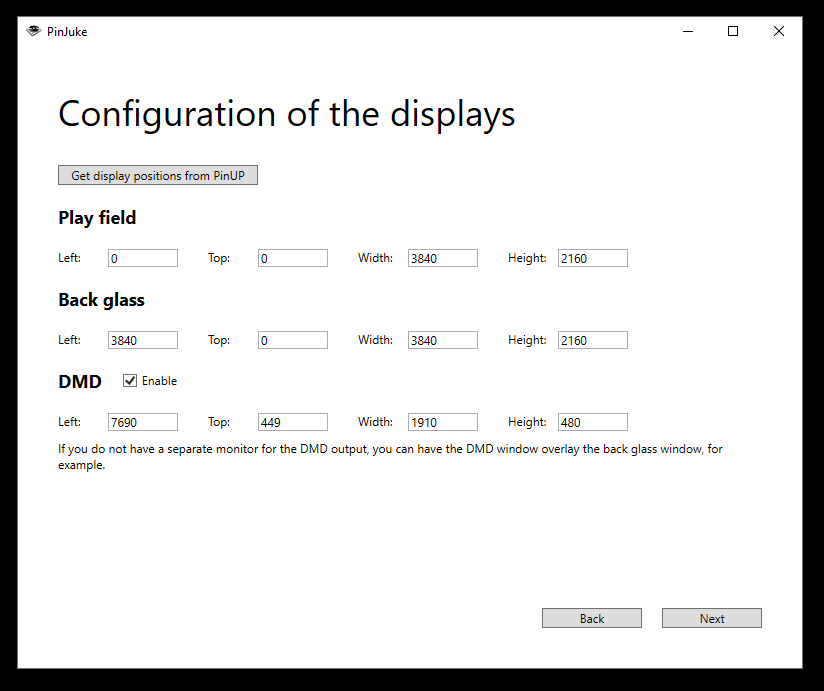 PinJuke
Configuration of the displays
Get display positions from PinUP
Play field
Left: 0 Top: 0 Width: 3840 Height: 2160
Back glass
Left: 3840 Top: 0 Width: 3840 Height: 2160
DMD Enable
Left: 7690 Top: 449 Width: 1910 Height: 480
If you do not have a separate monitor for the DMD output, you can have the DMD window overlay the back glass window, for
example.
Back Next